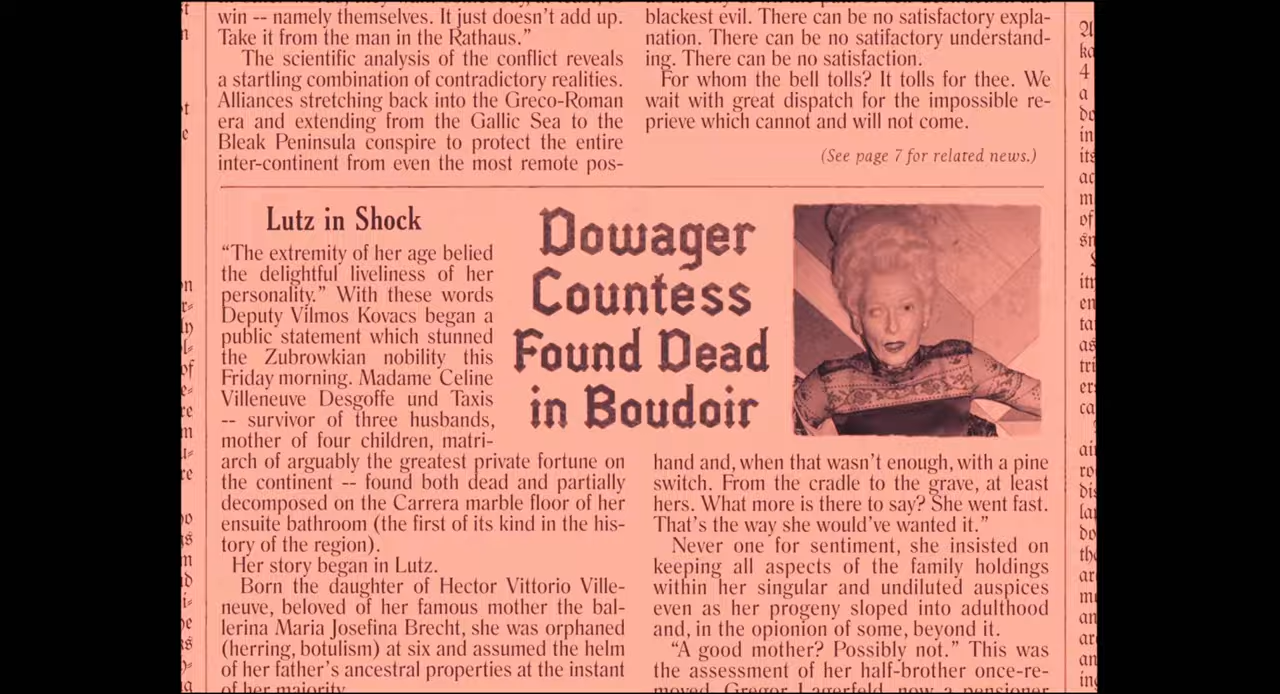 win -- namely themselves. It just doesn't add up.
Take it from the man in the Rathaus.”
The scientific analysis of the conflict reveals
a startling combination of contradictory realities.
Alliances stretching back into the Greco-Roman
era and extending from the Gallic Sea to the
Bleak Peninsula conspire to protect the entire
inter-continent from even the most remote pos-
blackest evil. There can be no satisfactory expla-
nation. There can be no satifactory understand-
ing. There can be no satisfaction.
For whom the bell tolls? It tolls for thee. We
wait with great dispatch for the impossible re-
prieve which cannot and will not come.
(See page 7 for related news.)
Lutz in Shock
“The extremity of her age belied
the delightful liveliness of her
personality.” With these words
Deputy Vilmos Kovacs began a
public statement which stunned
the Zubrowkian nobility this
Friday morning. Madame Celine
Villeneuve Desgoffe und Taxis
-- survivor of three husbands,
mother of four children, matri-
arch of arguably the greatest private fortune on
the continent -- found both dead and partially
decomposed on the Carrera marble floor of her
ensuite bathroom (the first of its kind in the his-
tory of the region).
Her story began in Lutz.
Born the daughter of Hector Vittorio Ville-
neuve, beloved of her famous mother the bal-
lerina Maria Josefina Brecht, she was orphaned
(herring, botulism) at six and assumed the helm
of her father's ancestral properties at the instant
of her majority.
Dowager
Countess
Found Dead
in Boudoir
hand and, when that wasn't enough, with a pine
switch. From the cradle to the grave, at least
hers. What more is there to say? She went fast.
That's the way she would've wanted it.”
Never one for sentiment, she insisted on
keeping all aspects of the family holdings
within her singular and undiluted auspices
even as her progeny sloped into adulthood
and, in the opionion of some, beyond it.
“A good mother? Possibly not.” This was
the assessment of her half-brother once-re-
moved, Gregor Lagerfeld, now a pensioner